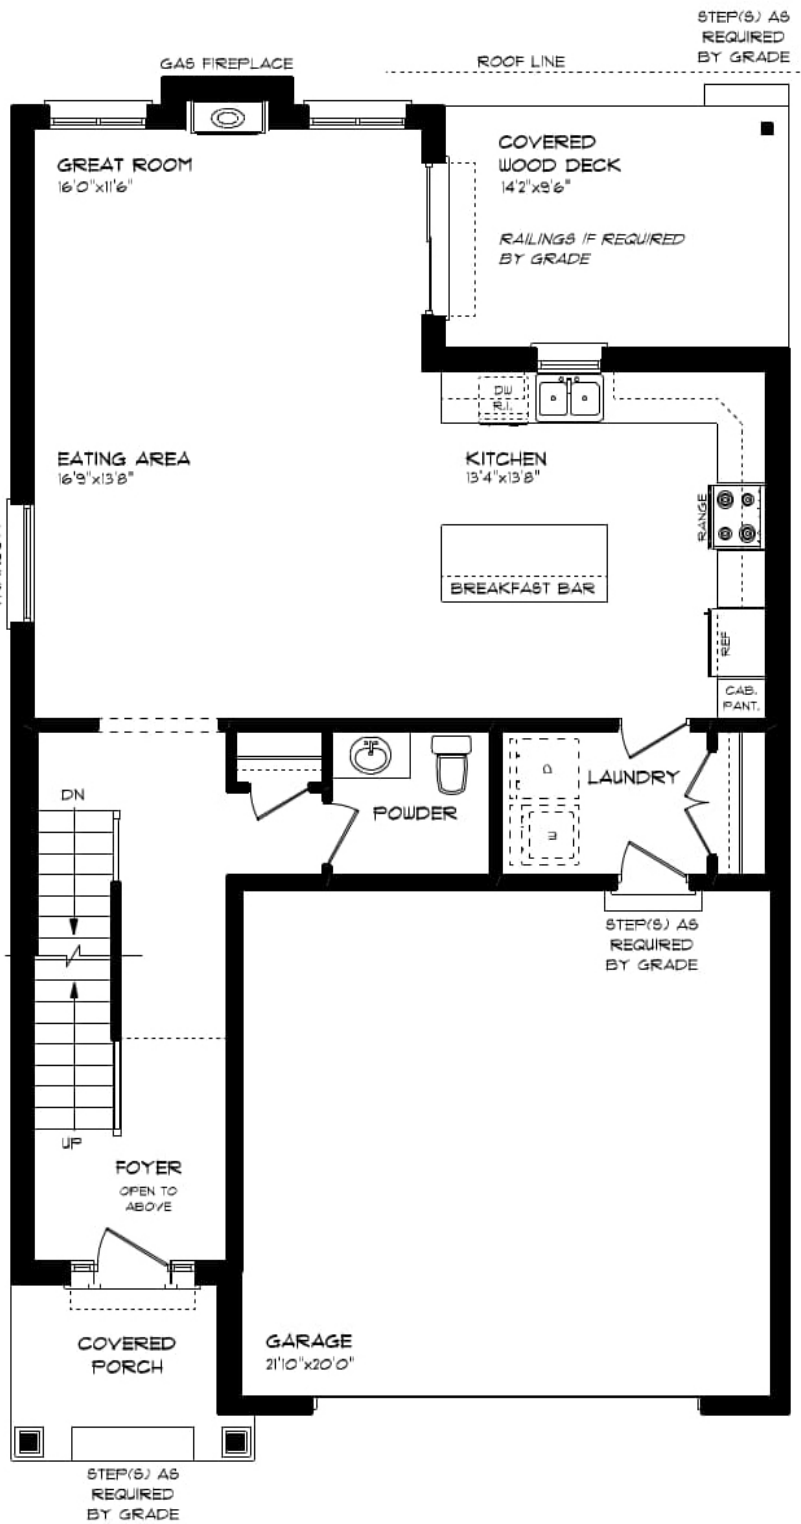 STEP(S) AS
REQUIRED
BY GRADE
GAS FIREPLACE
ROOF LINE
GREAT ROOM
16'0"x11'6"
COVERED
WOOD DECK
14'2"x9'6"
RAILINGS IF REQUIRED
BY GRADE
DW
R.I.
EATING AREA
16'9"x13'8"
KITCHEN
13'4"x13'8"
RANGE
BREAKFAST BAR
REF
CAB.
PANT.
DN
D
LAUNDRY
POWDER
W
STEP(S) AS
REQUIRED
BY GRADE
UP
FOYER
OPEN TO
ABOVE
COVERED
PORCH
GARAGE
21'10"x20'0"
STEP(S) AS
REQUIRED
BY GRADE